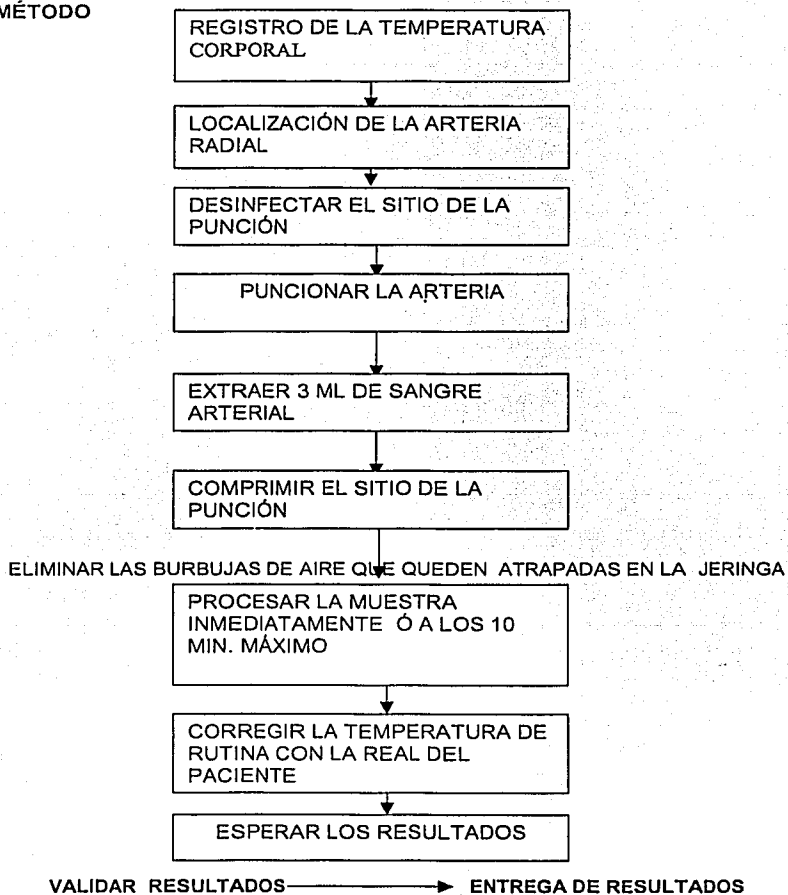 MÉTODO
REGISTRO DE LA TEMPERATURA
CORPORAL
LOCALIZACIÓN DE LA ARTERIA
RADIAL
DESINFECTAR EL SITIO DE LA
PUNCIÓN
PUNCIONAR LA ARTERIA
EXTRAER 3 ML DE SANGRE
ARTERIAL
COMPRIMIR EL SITIO DE LA
PUNCIÓN
ELIMINAR LAS BURBUJAS DE AIRE QUE QUEDEN ATRAPADAS EN LA JERINGA
PROCESAR LA MUESTRA
INMEDIATAMENTE Ó A LOS 10
MIN. MÁXIMO
CORREGIR LA TEMPERATURA DE
RUTINA CON LA REAL DEL
PACIENTE
ESPERAR LOS RESULTADOS
VALIDAR RESULTADOS ENTREGA DE RESULTADOS